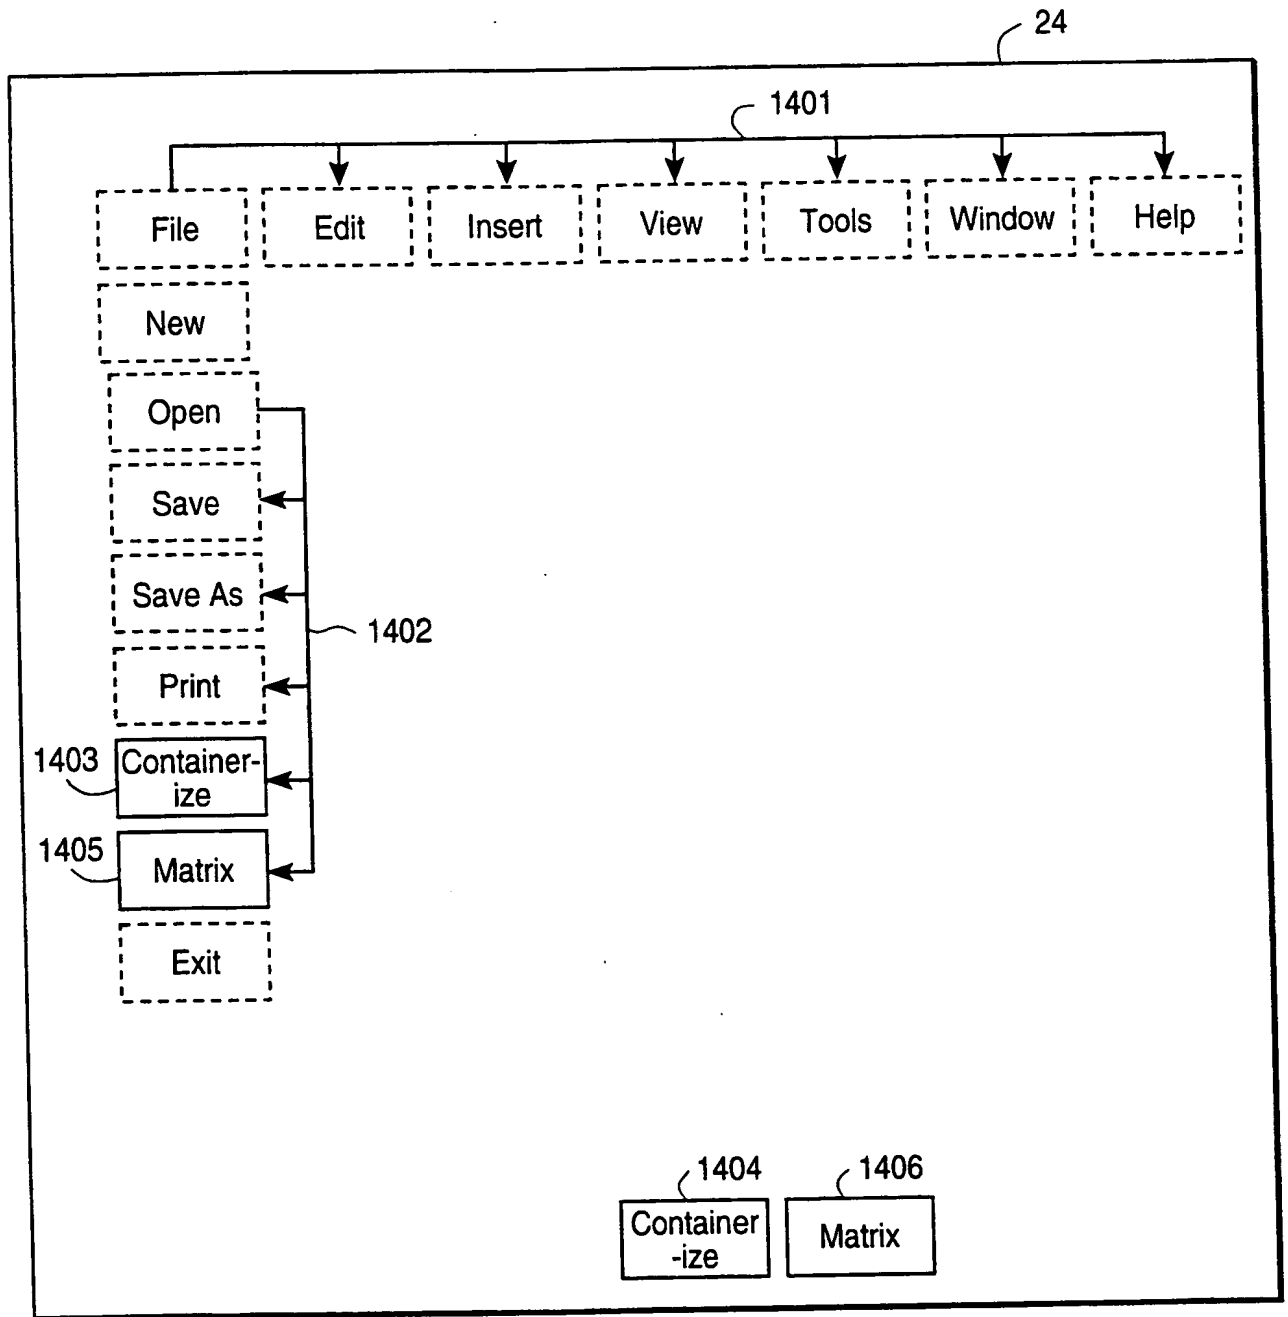 24
1401
File Edit Insert View Tools Window Help
New
Open
Save
Save As
1402
Print
1403
Container-
ize
1405
Matrix
Exit
1404 1406
Container
-ize
Matrix